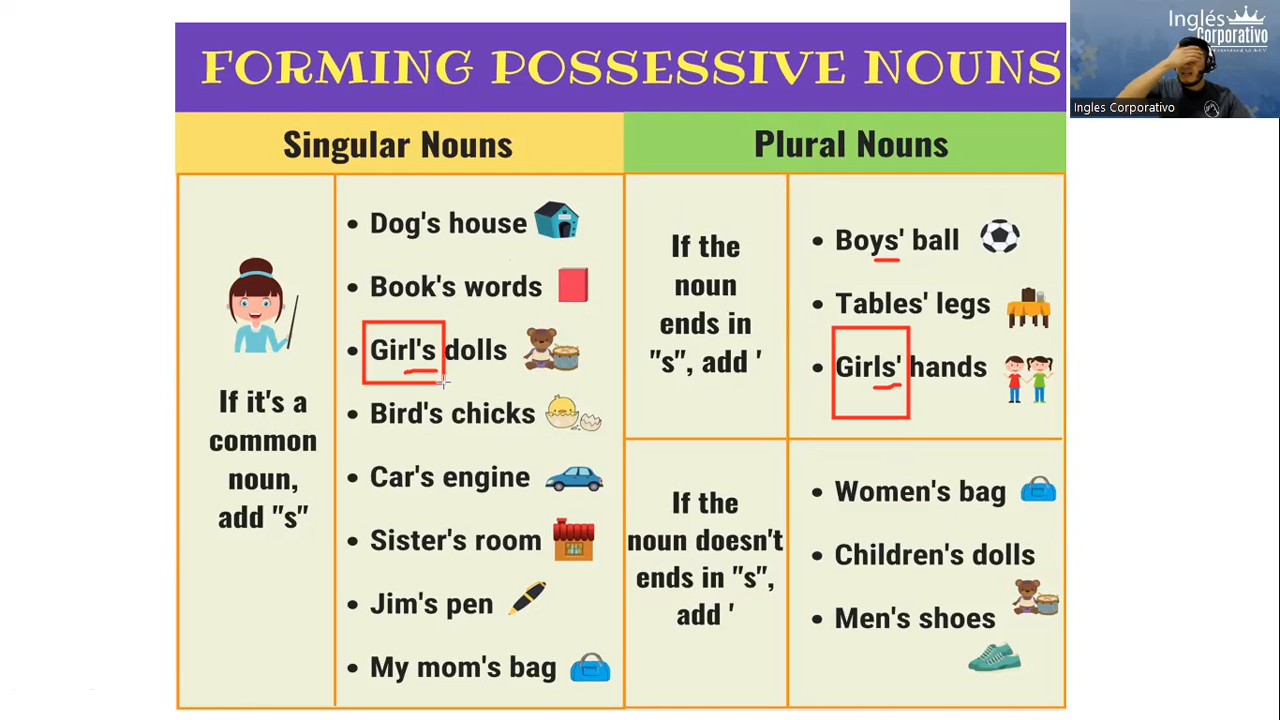 FORMING POSSESSIVE NOUNS
Singular Nouns
If it's a
common
noun,
add "s"
• Dog's house
• Book's words
• Girl's dolls
• Bird's chicks
• Car's engine
• Sister's room
• Jim's pen
• My mom's bag
Plural Nouns
If the
noun
ends in
"s", add '
• Boys' ball
• Tables' legs
• Girls' hands
If the
noun doesn't
ends in "s",
add '
• Women's bag
• Children's dolls
• Men's shoes
Inglés
Corporativo
Ingles Corporativo